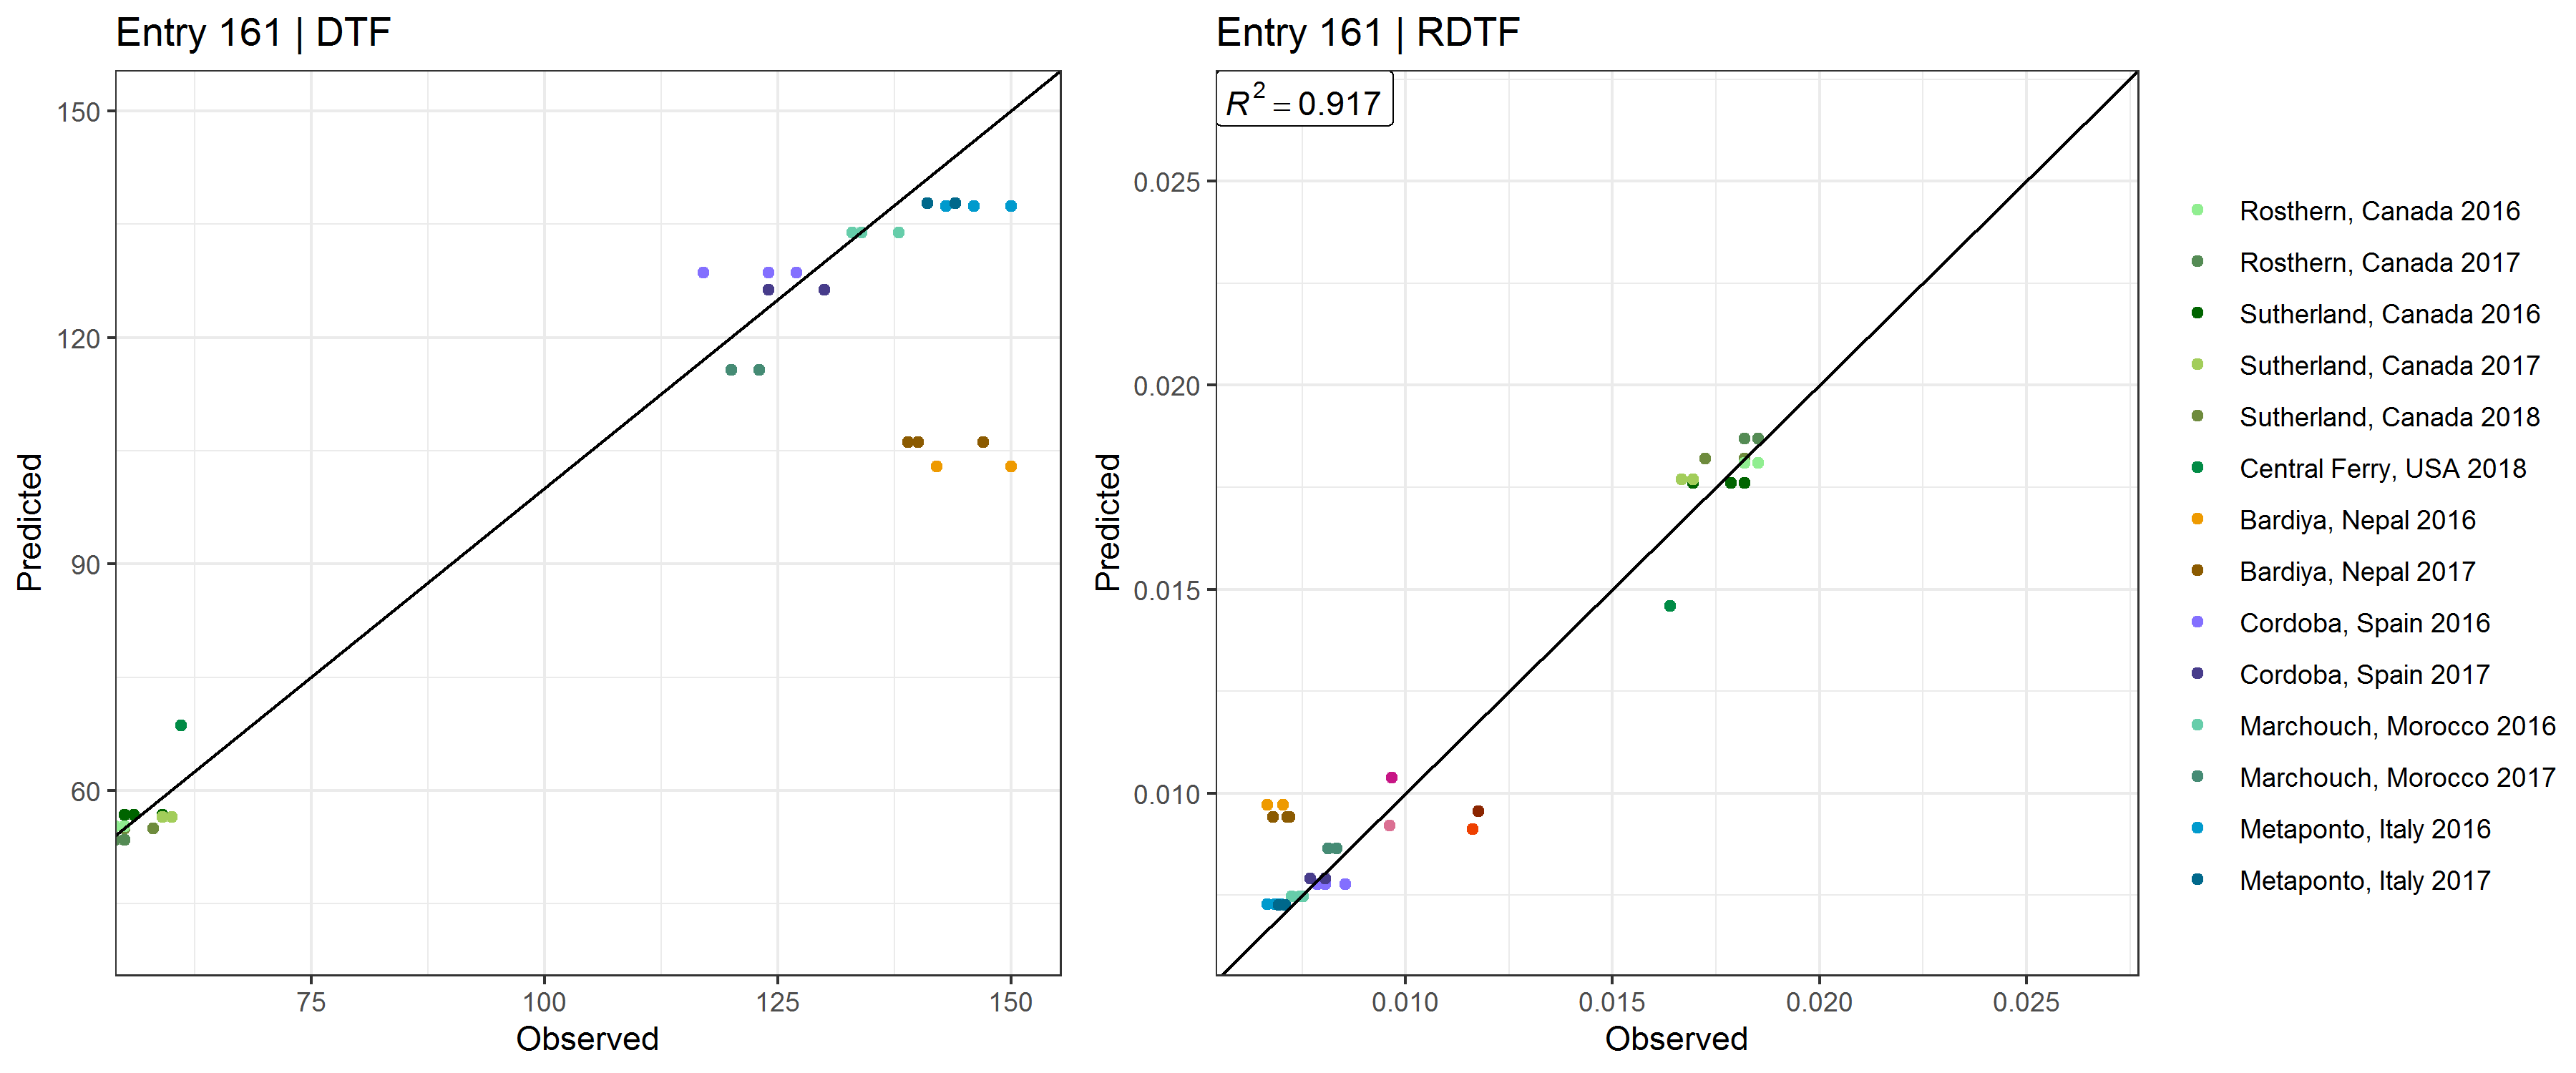 Entry 161 | DTF
150
120
90
60
Predicted
75
100
125
150
Observed
Entry 161 | RDTF
R² = 0.917
0.025
0.020
0.015
0.010
Predicted
0.010
0.015
0.020
0.025
Observed
Rosthern, Canada 2016
Rosthern, Canada 2017
Sutherland, Canada 2016
Sutherland, Canada 2017
Sutherland, Canada 2018
Central Ferry, USA 2018
Bardiya, Nepal 2016
Bardiya, Nepal 2017
Cordoba, Spain 2016
Cordoba, Spain 2017
Marchouch, Morocco 2016
Marchouch, Morocco 2017
Metaponto, Italy 2016
Metaponto, Italy 2017